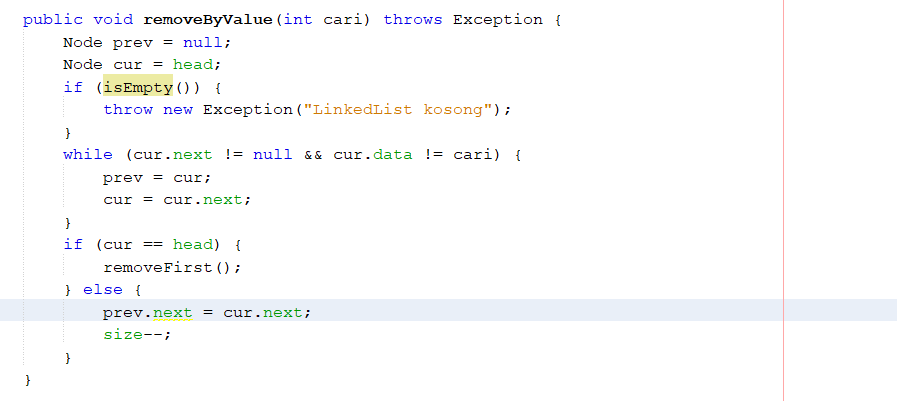 public void removeByValue(int cari) throws Exception {
    Node prev = null;
    Node cur = head;
    if (isEmpty()) {
        throw new Exception("LinkedList kosong");
    }
    while (cur.next != null && cur.data != cari) {
        prev = cur;
        cur = cur.next;
    }
    if (cur == head) {
        removeFirst();
    } else {
        prev.next = cur.next;
        size--;
    }
}